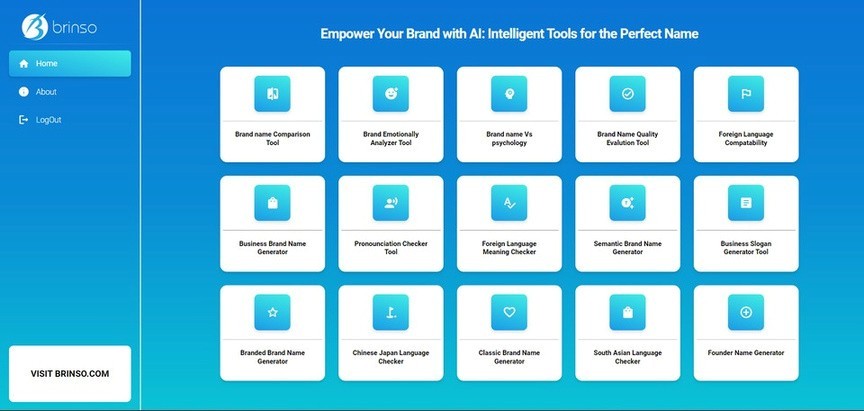 brinso
Home
About
LogOut
VISIT BRINSO.COM
Empower Your Brand with AI: Intelligent Tools for the Perfect Name
Brand name Comparison
Tool
Brand Emotionally
Analyzer Tool
Brand name Vs
psychology
Brand Name Quality
Evalution Tool
Foreign Language
Compatability
Business Brand Name
Generator
Pronounciation Checker
Tool
Foreign Language
Meaning Checker
Semantic Brand Name
Generator
Business Slogan
Generator Tool
Branded Brand Name
Generator
Chinese Japan Language
Checker
Classic Brand Name
Generator
South Asian Language
Checker
Founder Name Generator